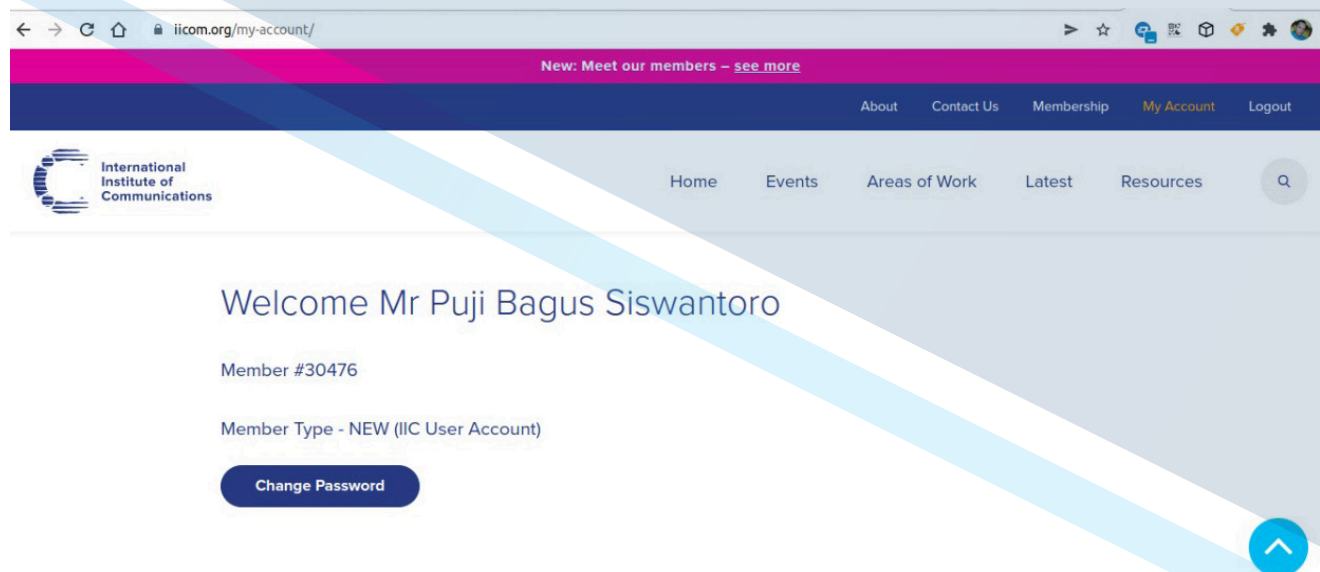 iicom.org/my-account/
New: Meet our members – see more
About Contact Us Membership My Account Logout
International
Institute of
Communications
Home Events Areas of Work Latest Resources
Welcome Mr Puji Bagus Siswantoro
Member #30476
Member Type - NEW (IIC User Account)
Change Password